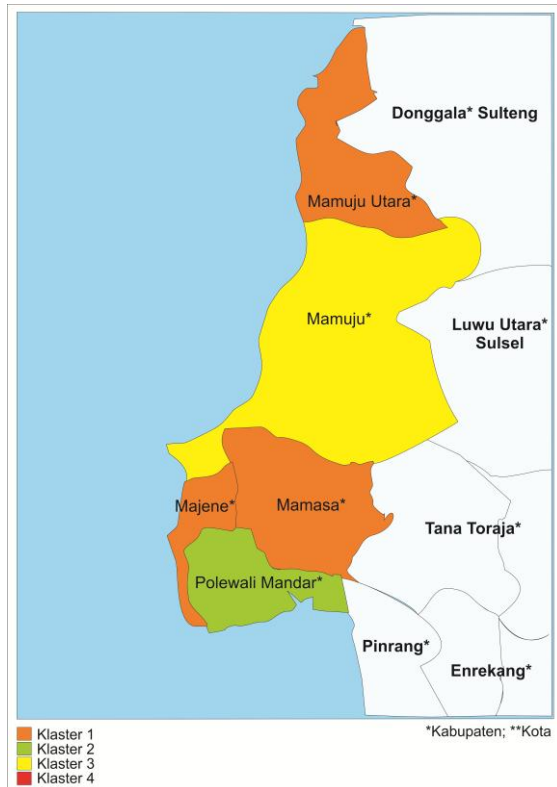 Donggala* Sulteng
Mamuju Utara*
Mamuju*
Luwu Utara*
Sulsel
Majene*
Mamasa*
Tana Toraja*
Polewali Mandar*
Pinrang*
Enrekang*
*Kabupaten; **Kota
Klaster 1
Klaster 2
Klaster 3
Klaster 4